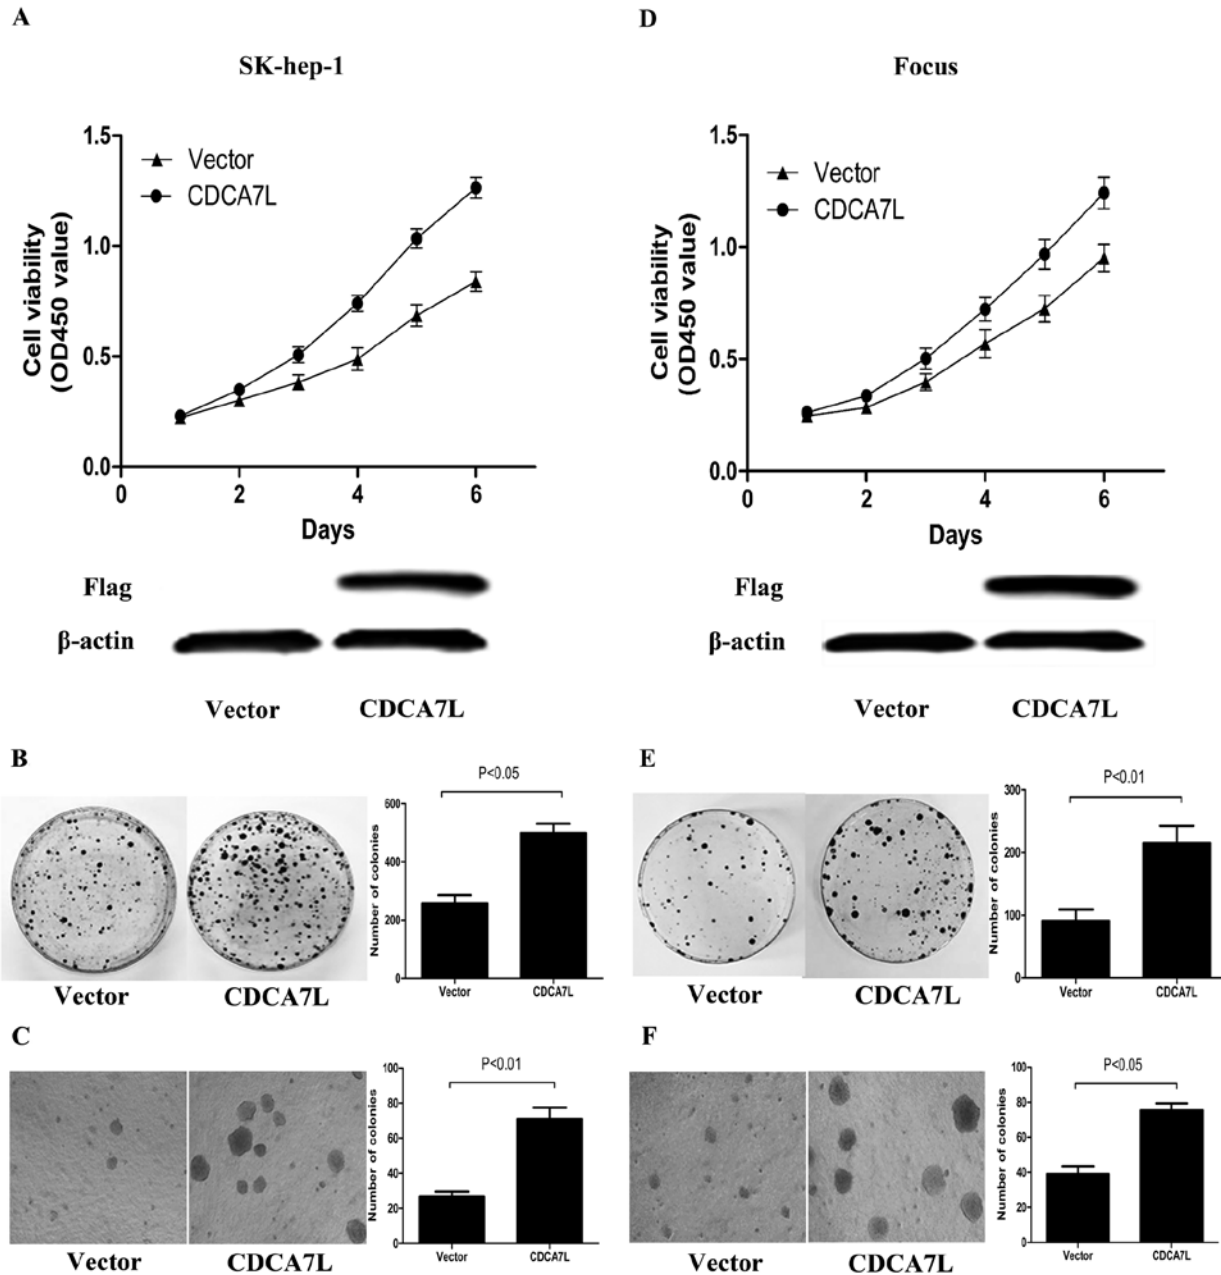 A
SK-hep-1
1.5
1.0
0.5
0.0
Cell viability
(OD450 value)
Vector
CDCA7L
0 2 4 6
Days
Flag
β-actin
Vector CDCA7L
D
Focus
1.5
1.0
0.5
0.0
Cell viability
(OD450 value)
Vector
CDCA7L
0 2 4 6
Days
Flag
β-actin
Vector CDCA7L
B
Vector CDCA7L
P<0.05
600
400
200
0
Number of colonies
Vector CDCA7L
E
Vector CDCA7L
P<0.01
300
200
100
0
Number of colonies
Vector CDCA7L
C
Vector CDCA7L
P<0.01
100
80
60
40
20
0
Number of colonies
Vector CDCA7L
F
Vector CDCA7L
P<0.05
100
80
60
40
20
0
Number of colonies
Vector CDCA7L